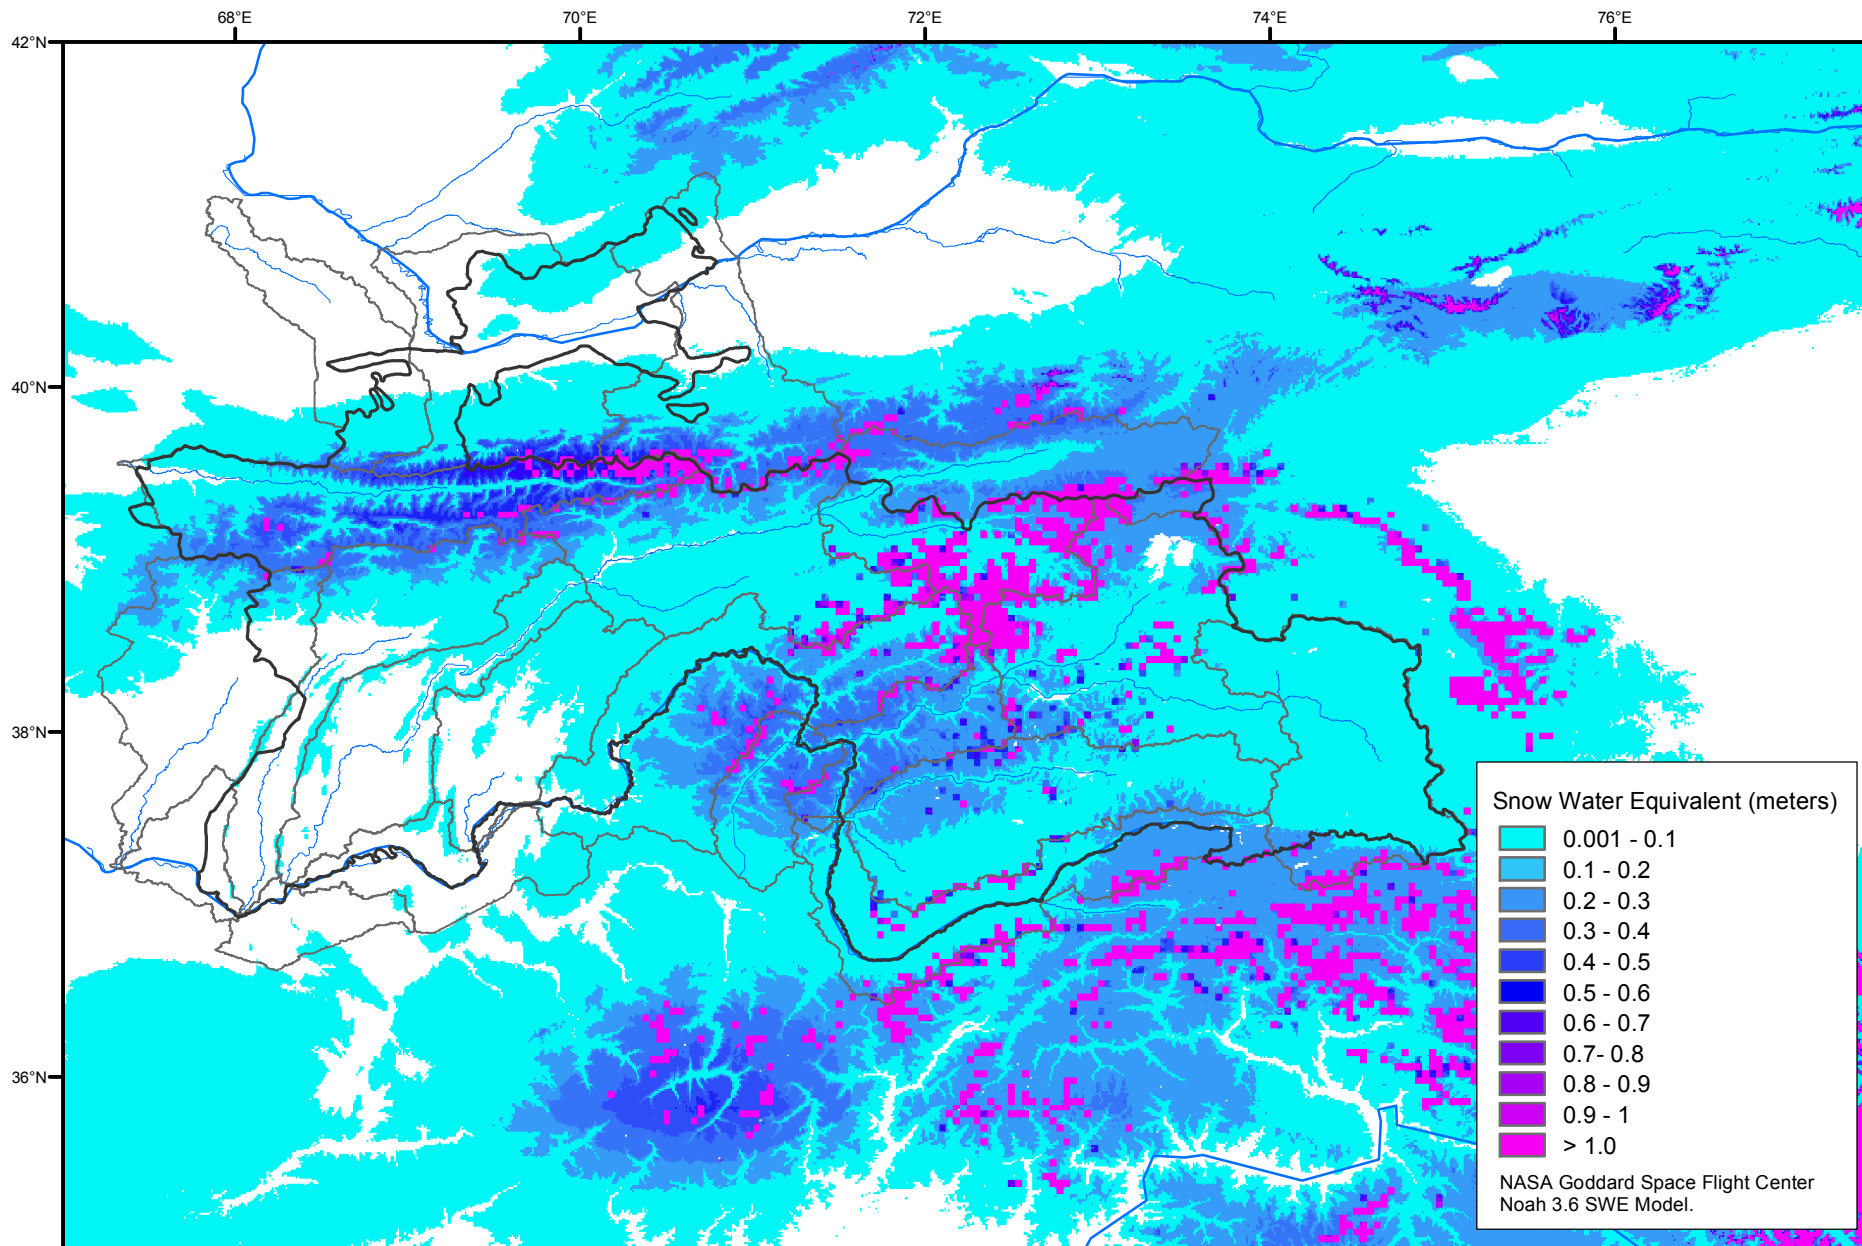 68°E 70°E 72°E 74°E 76°E
42°N
40°N
38°N
36°N
Snow Water Equivalent (meters)
0.001 - 0.1
0.1 - 0.2
0.2 - 0.3
0.3 - 0.4
0.4 - 0.5
0.5 - 0.6
0.6 - 0.7
0.7- 0.8
0.8 - 0.9
0.9 - 1
> 1.0
NASA Goddard Space Flight Center
Noah 3.6 SWE Model.